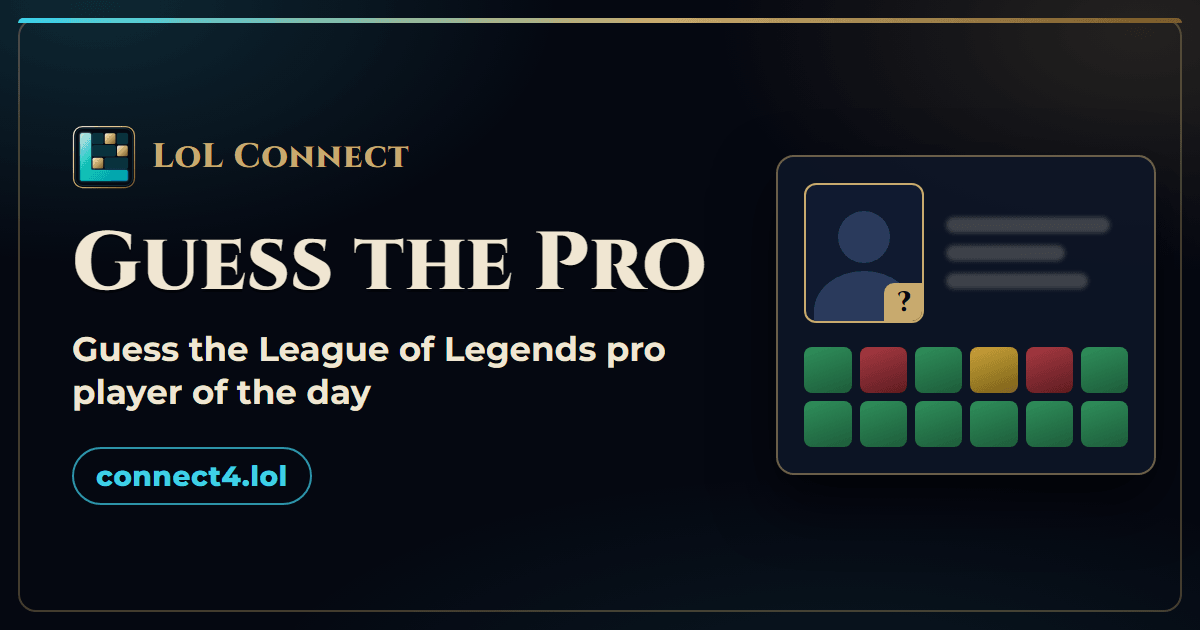 LoL Connect
Guess the Pro
Guess the League of Legends pro
player of the day
connect4.lol
?